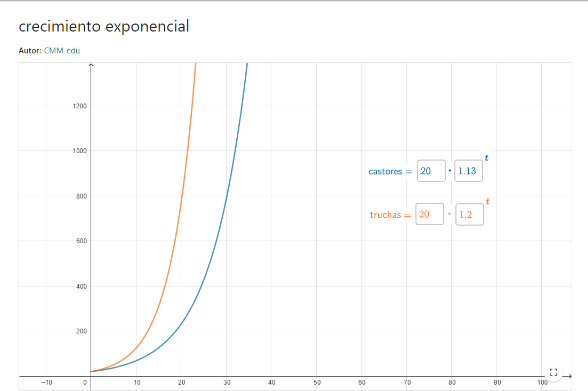 crecimiento exponencial
Autor: CMM-edu
1200
1000
800
600
400
200
castores = 20 · 1.13 t
truchas = 20 · 1.2 t
−10 0 10 20 30 40 50 60 70 80 90 100